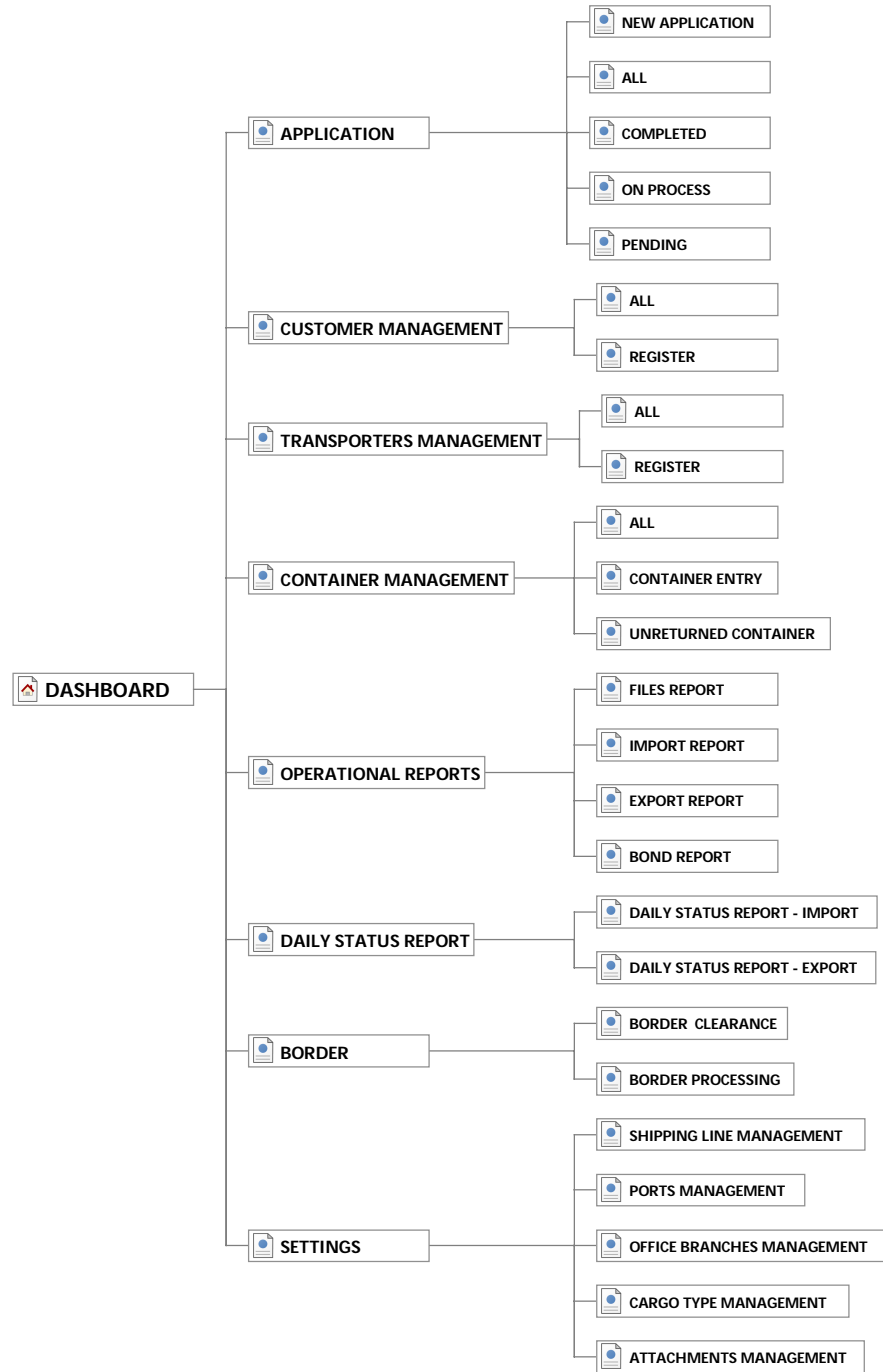 NEW APPLICATION
ALL
APPLICATION
COMPLETED
ON PROCESS
PENDING
ALL
CUSTOMER MANAGEMENT
REGISTER
ALL
TRANSPORTERS MANAGEMENT
REGISTER
ALL
CONTAINER MANAGEMENT
CONTAINER ENTRY
UNRETURNED CONTAINER
DASHBOARD
FILES REPORT
IMPORT REPORT
OPERATIONAL REPORTS
EXPORT REPORT
BOND REPORT
DAILY STATUS REPORT - IMPORT
DAILY STATUS REPORT
DAILY STATUS REPORT - EXPORT
BORDER CLEARANCE
BORDER
BORDER PROCESSING
SHIPPING LINE MANAGEMENT
PORTS MANAGEMENT
SETTINGS
OFFICE BRANCHES MANAGEMENT
CARGO TYPE MANAGEMENT
ATTACHMENTS MANAGEMENT